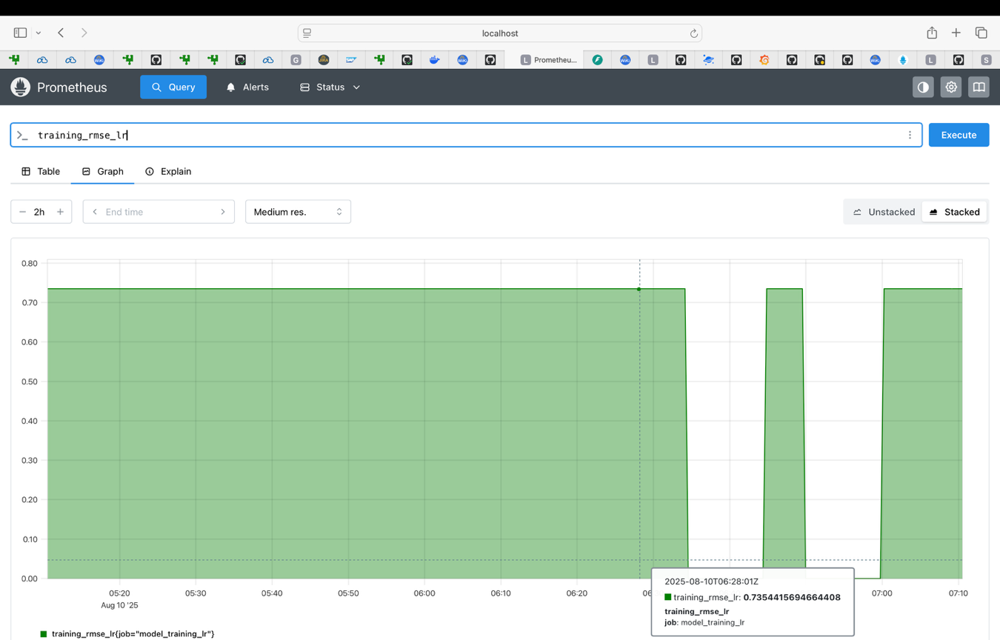 localhost
G
WiKi
JIRA
L Prometheu...
L
L
S
Prometheus
Query
Alerts
Status
>_ training_rmse_lr
Execute
Table
Graph
Explain
− 2h +
End time
Medium res.
Unstacked
Stacked
0.80
0.70
0.60
0.50
0.40
0.30
0.20
0.10
0.00
05:20 05:30 05:40 05:50 06:00 06:10 06:20 07:00 07:10
Aug 10 '25
2025-08-10T06:28:01Z
training_rmse_lr: 0.7354415694664408
training_rmse_lr
job: model_training_lr
training_rmse_lr{job="model_training_lr"}